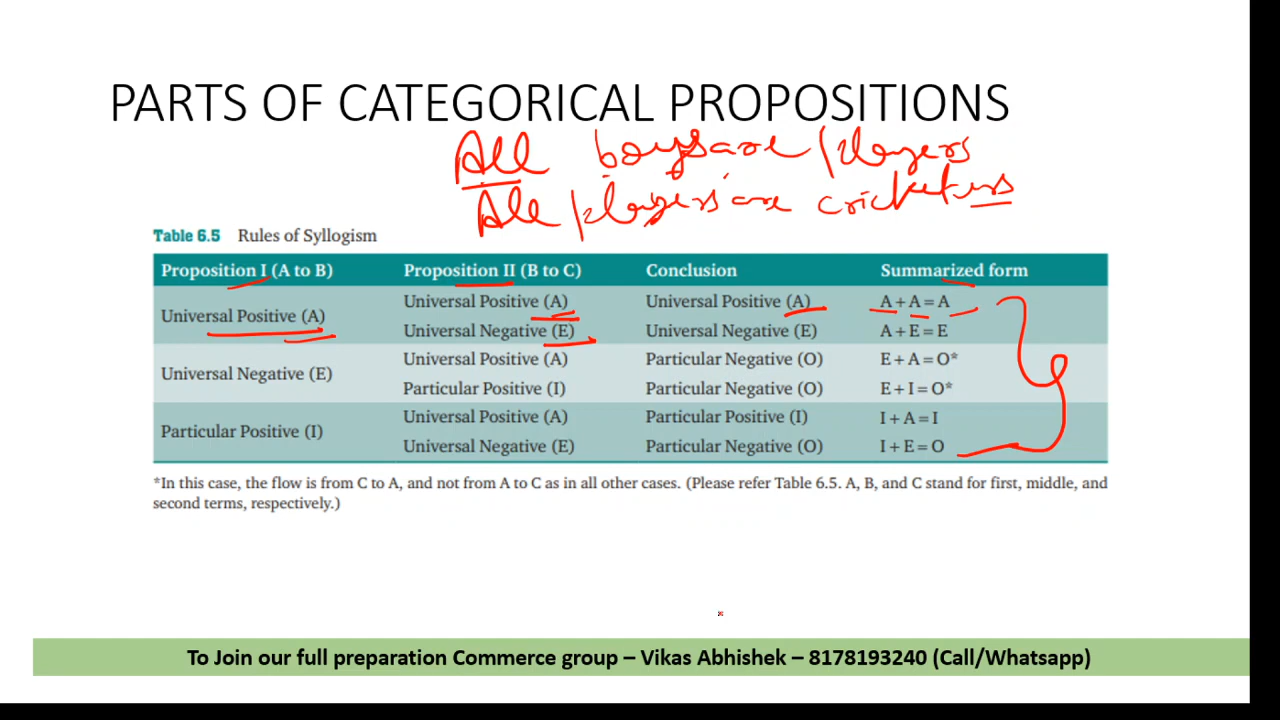 PARTS OF CATEGORICAL PROPOSITIONS
All boys are players
All players are cricketers
Table 6.5 Rules of Syllogism
Proposition I (A to B) Proposition II (B to C) Conclusion Summarized form
Universal Positive (A) Universal Positive (A) Universal Positive (A) A + A = A
Universal Negative (E) Universal Negative (E) A + E = E
Universal Negative (E) Universal Positive (A) Particular Negative (O) E + A = O*
Particular Positive (I) Particular Negative (O) E + I = O*
Particular Positive (I) Universal Positive (A) Particular Positive (I) I + A = I
Universal Negative (E) Particular Negative (O) I + E = O
*In this case, the flow is from C to A, and not from A to C as in all other cases. (Please refer Table 6.5. A, B, and C stand for first, middle, and
second terms, respectively.)
To Join our full preparation Commerce group – Vikas Abhishek – 8178193240 (Call/Whatsapp)